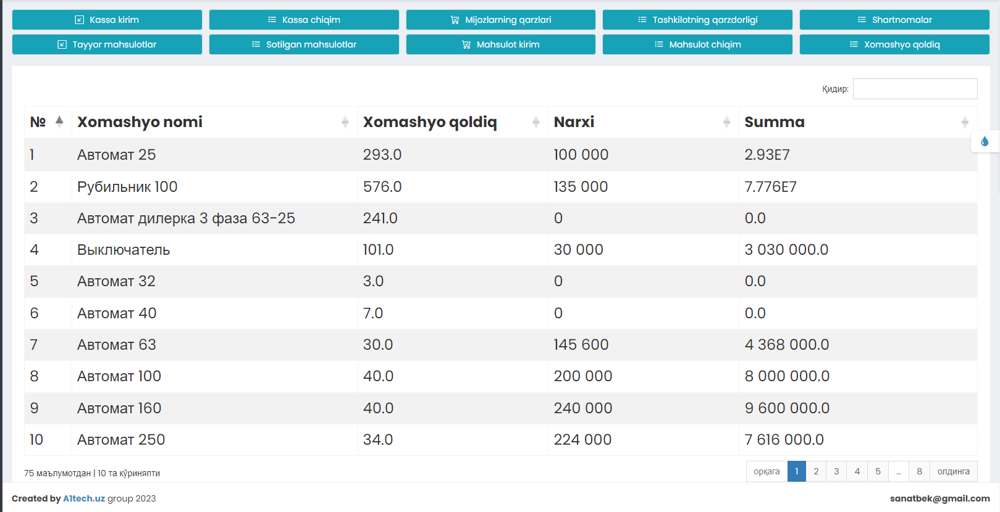 Kassa kirim Kassa chiqim Mijozlarning qarzlari Tashkilotning qarzdorligi Shartnomalar
Tayyor mahsulotlar Sotilgan mahsulotlar Mahsulot kirim Mahsulot chiqim Xomashyo qoldiq
Қидир:
№ Xomashyo nomi Xomashyo qoldiq Narxi Summa
1 Автомат 25 293.0 100 000 2.93E7
2 Рубильник 100 576.0 135 000 7.776E7
3 Автомат дилерка 3 фаза 63-25 241.0 0 0.0
4 Выключатель 101.0 30 000 3 030 000.0
5 Автомат 32 3.0 0 0.0
6 Автомат 40 7.0 0 0.0
7 Автомат 63 30.0 145 600 4 368 000.0
8 Автомат 100 40.0 200 000 8 000 000.0
9 Автомат 160 40.0 240 000 9 600 000.0
10 Автомат 250 34.0 224 000 7 616 000.0
75 маълумотдан | 10 та кўриняпти орқага 1 2 3 4 5 … 8 олдинга
Created by A1tech.uz group 2023 sanatbek@gmail.com